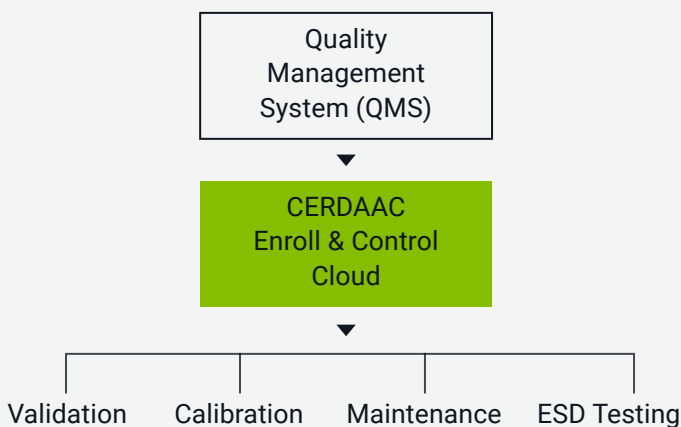 Quality
Management
System (QMS)
CERDAAC
Enroll & Control
Cloud
Validation Calibration Maintenance ESD Testing